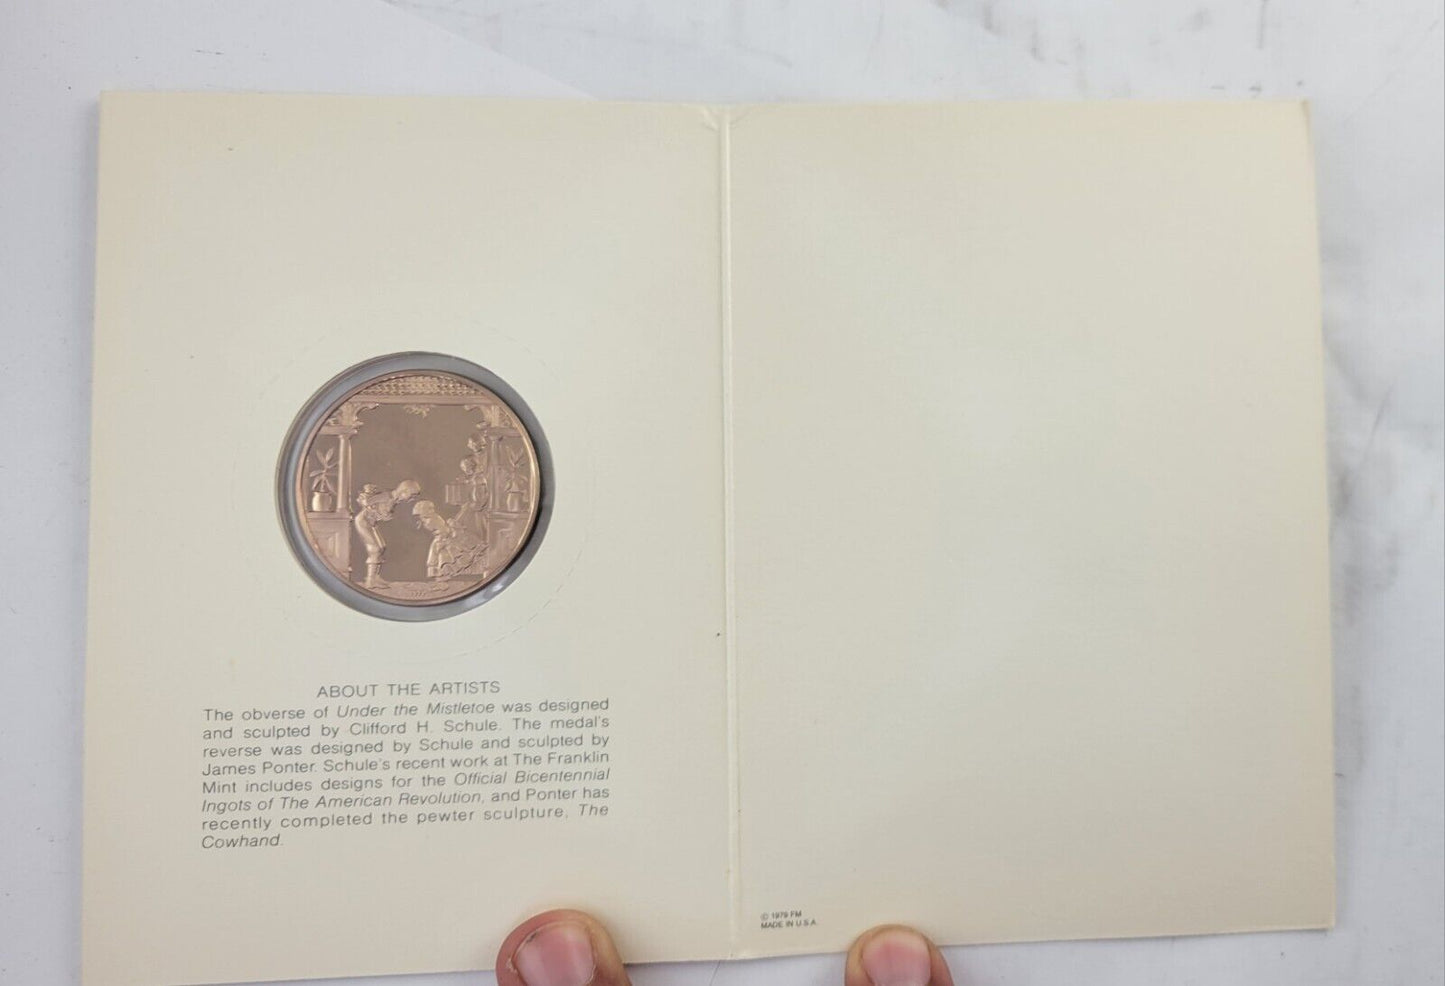 ABOUT THE ARTISTS
The obverse of Under the Mistletoe was designed
and sculpted by Clifford H. Schule. The medal's
reverse was designed by Schule and sculpted by
James Ponter. Schule's recent work at The Franklin
Mint includes designs for the Official Bicentennial
Ingots of The American Revolution, and Ponter has
recently completed the pewter sculpture, The
Cowhand.
© 1979 FM
MADE IN U.S.A.